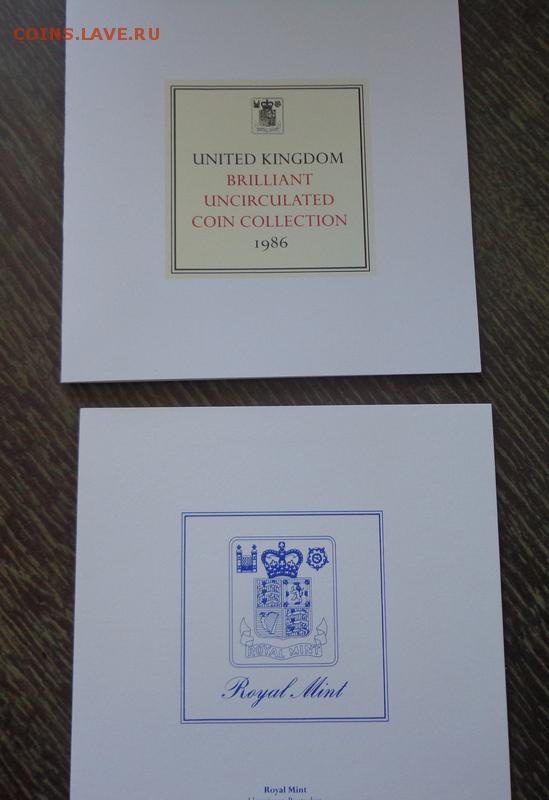 COINS.LAVE.RU
UNITED KINGDOM
BRILLIANT
UNCIRCULATED
COIN COLLECTION
1986
ROYAL MINT
Royal Mint
Royal Mint